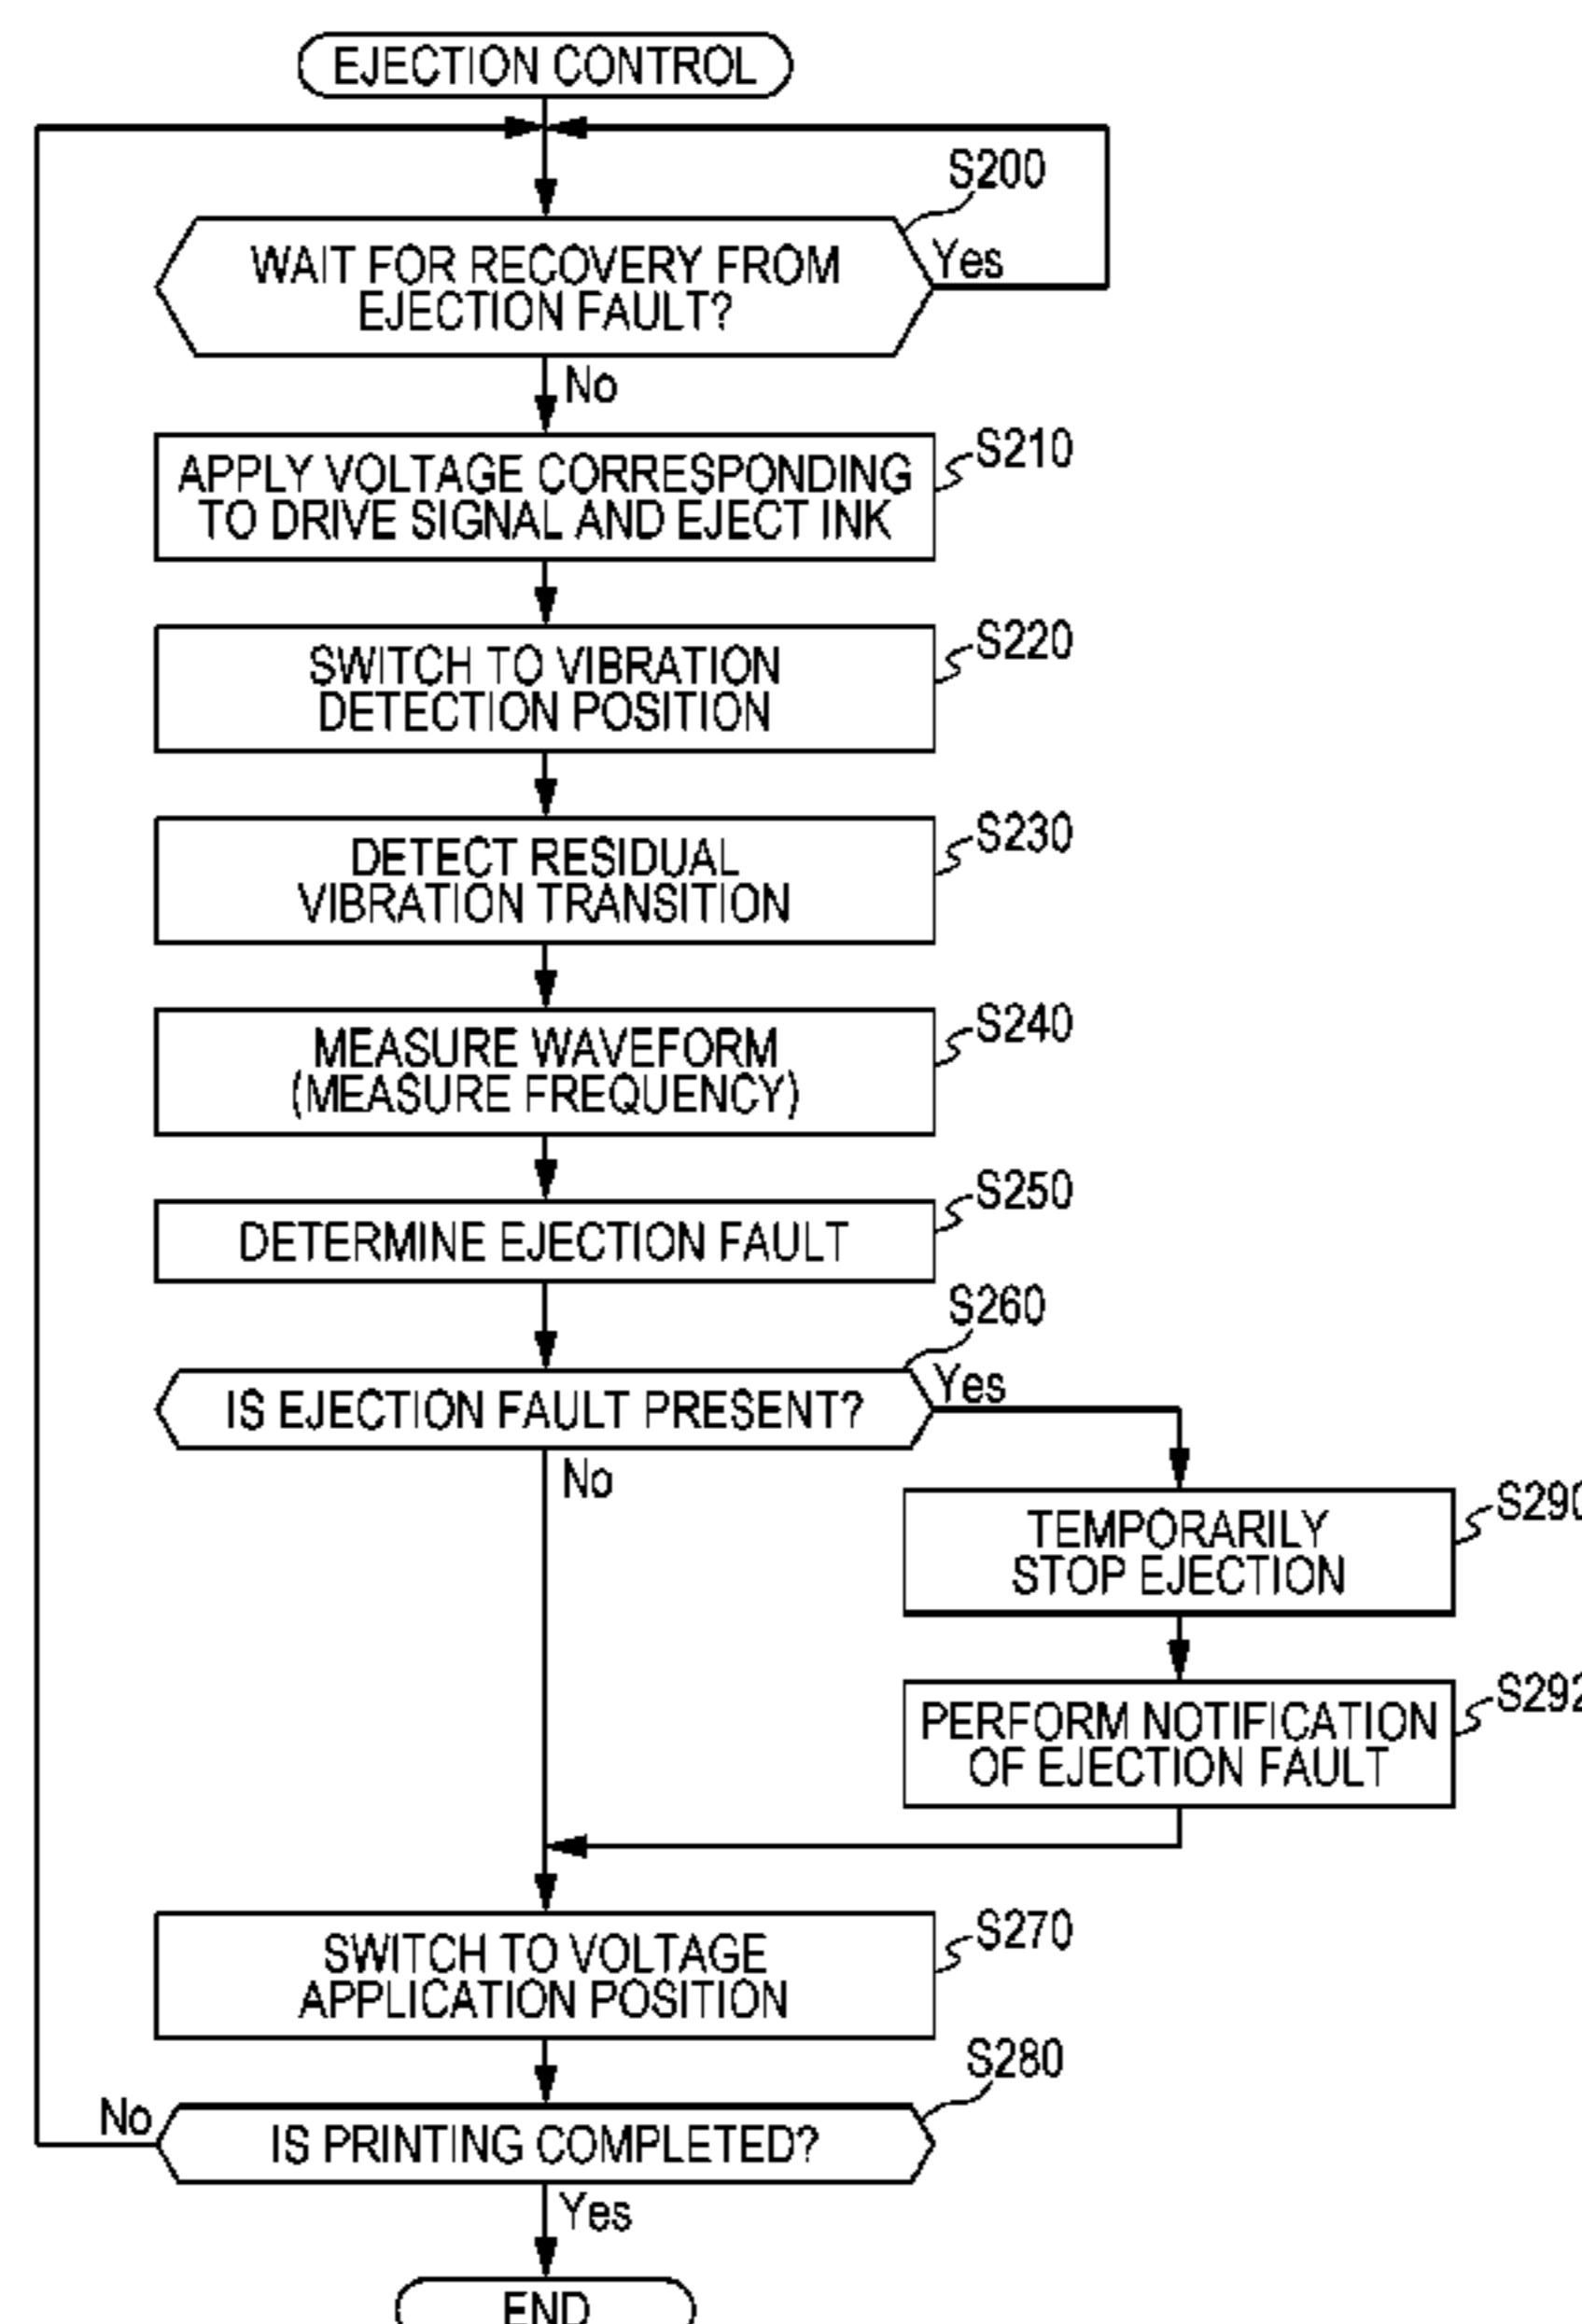 EJECTION CONTROL
S200
WAIT FOR RECOVERY FROM
EJECTION FAULT?
Yes
No
S210
APPLY VOLTAGE CORRESPONDING
TO DRIVE SIGNAL AND EJECT INK
S220
SWITCH TO VIBRATION
DETECTION POSITION
S230
DETECT RESIDUAL
VIBRATION TRANSITION
S240
MEASURE WAVEFORM
(MEASURE FREQUENCY)
S250
DETERMINE EJECTION FAULT
S260
IS EJECTION FAULT PRESENT?
Yes
No
S290
TEMPORARILY
STOP EJECTION
S292
PERFORM NOTIFICATION
OF EJECTION FAULT
S270
SWITCH TO VOLTAGE
APPLICATION POSITION
S280
No
IS PRINTING COMPLETED?
Yes
END